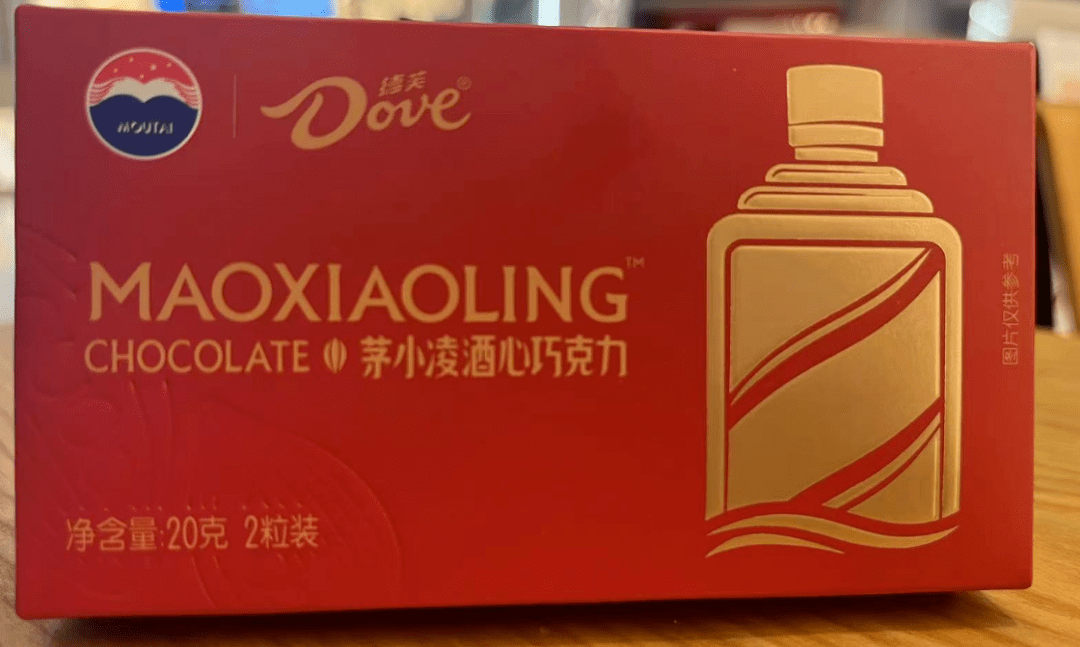 MOUTAI
德芙
Dove®
MAOXIAOLING™
CHOCOLATE 茅小凌酒心巧克力
净含量:20克 2粒装
图片仅供参考